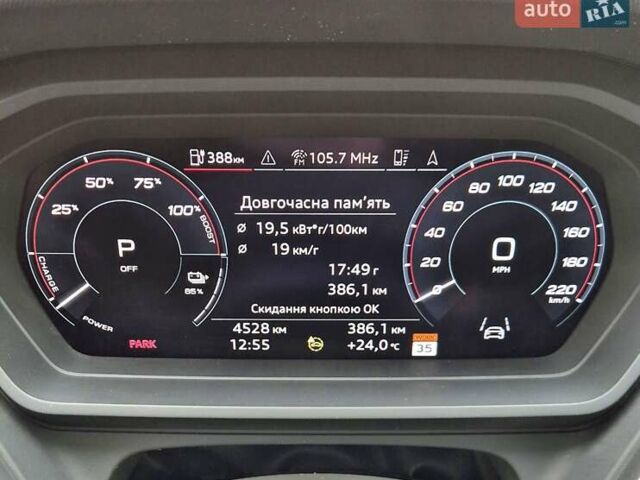 auto RIA.com
388 км FM 105.7 MHz
50% 75%
25% 100%
BOOST
CHARGE
POWER
P
OFF
85%
PARK
Довгочасна пам'ять
ø 19,5 кВт*г/100км
ø 19 км/г
17:49 г
386,1 км
Скидання кнопкою ОК
4528 км 386,1 км
12:55 +24,0 °C
35
0 20 40 60 80 100 120 140 160 180 220
km/h
0
MPH